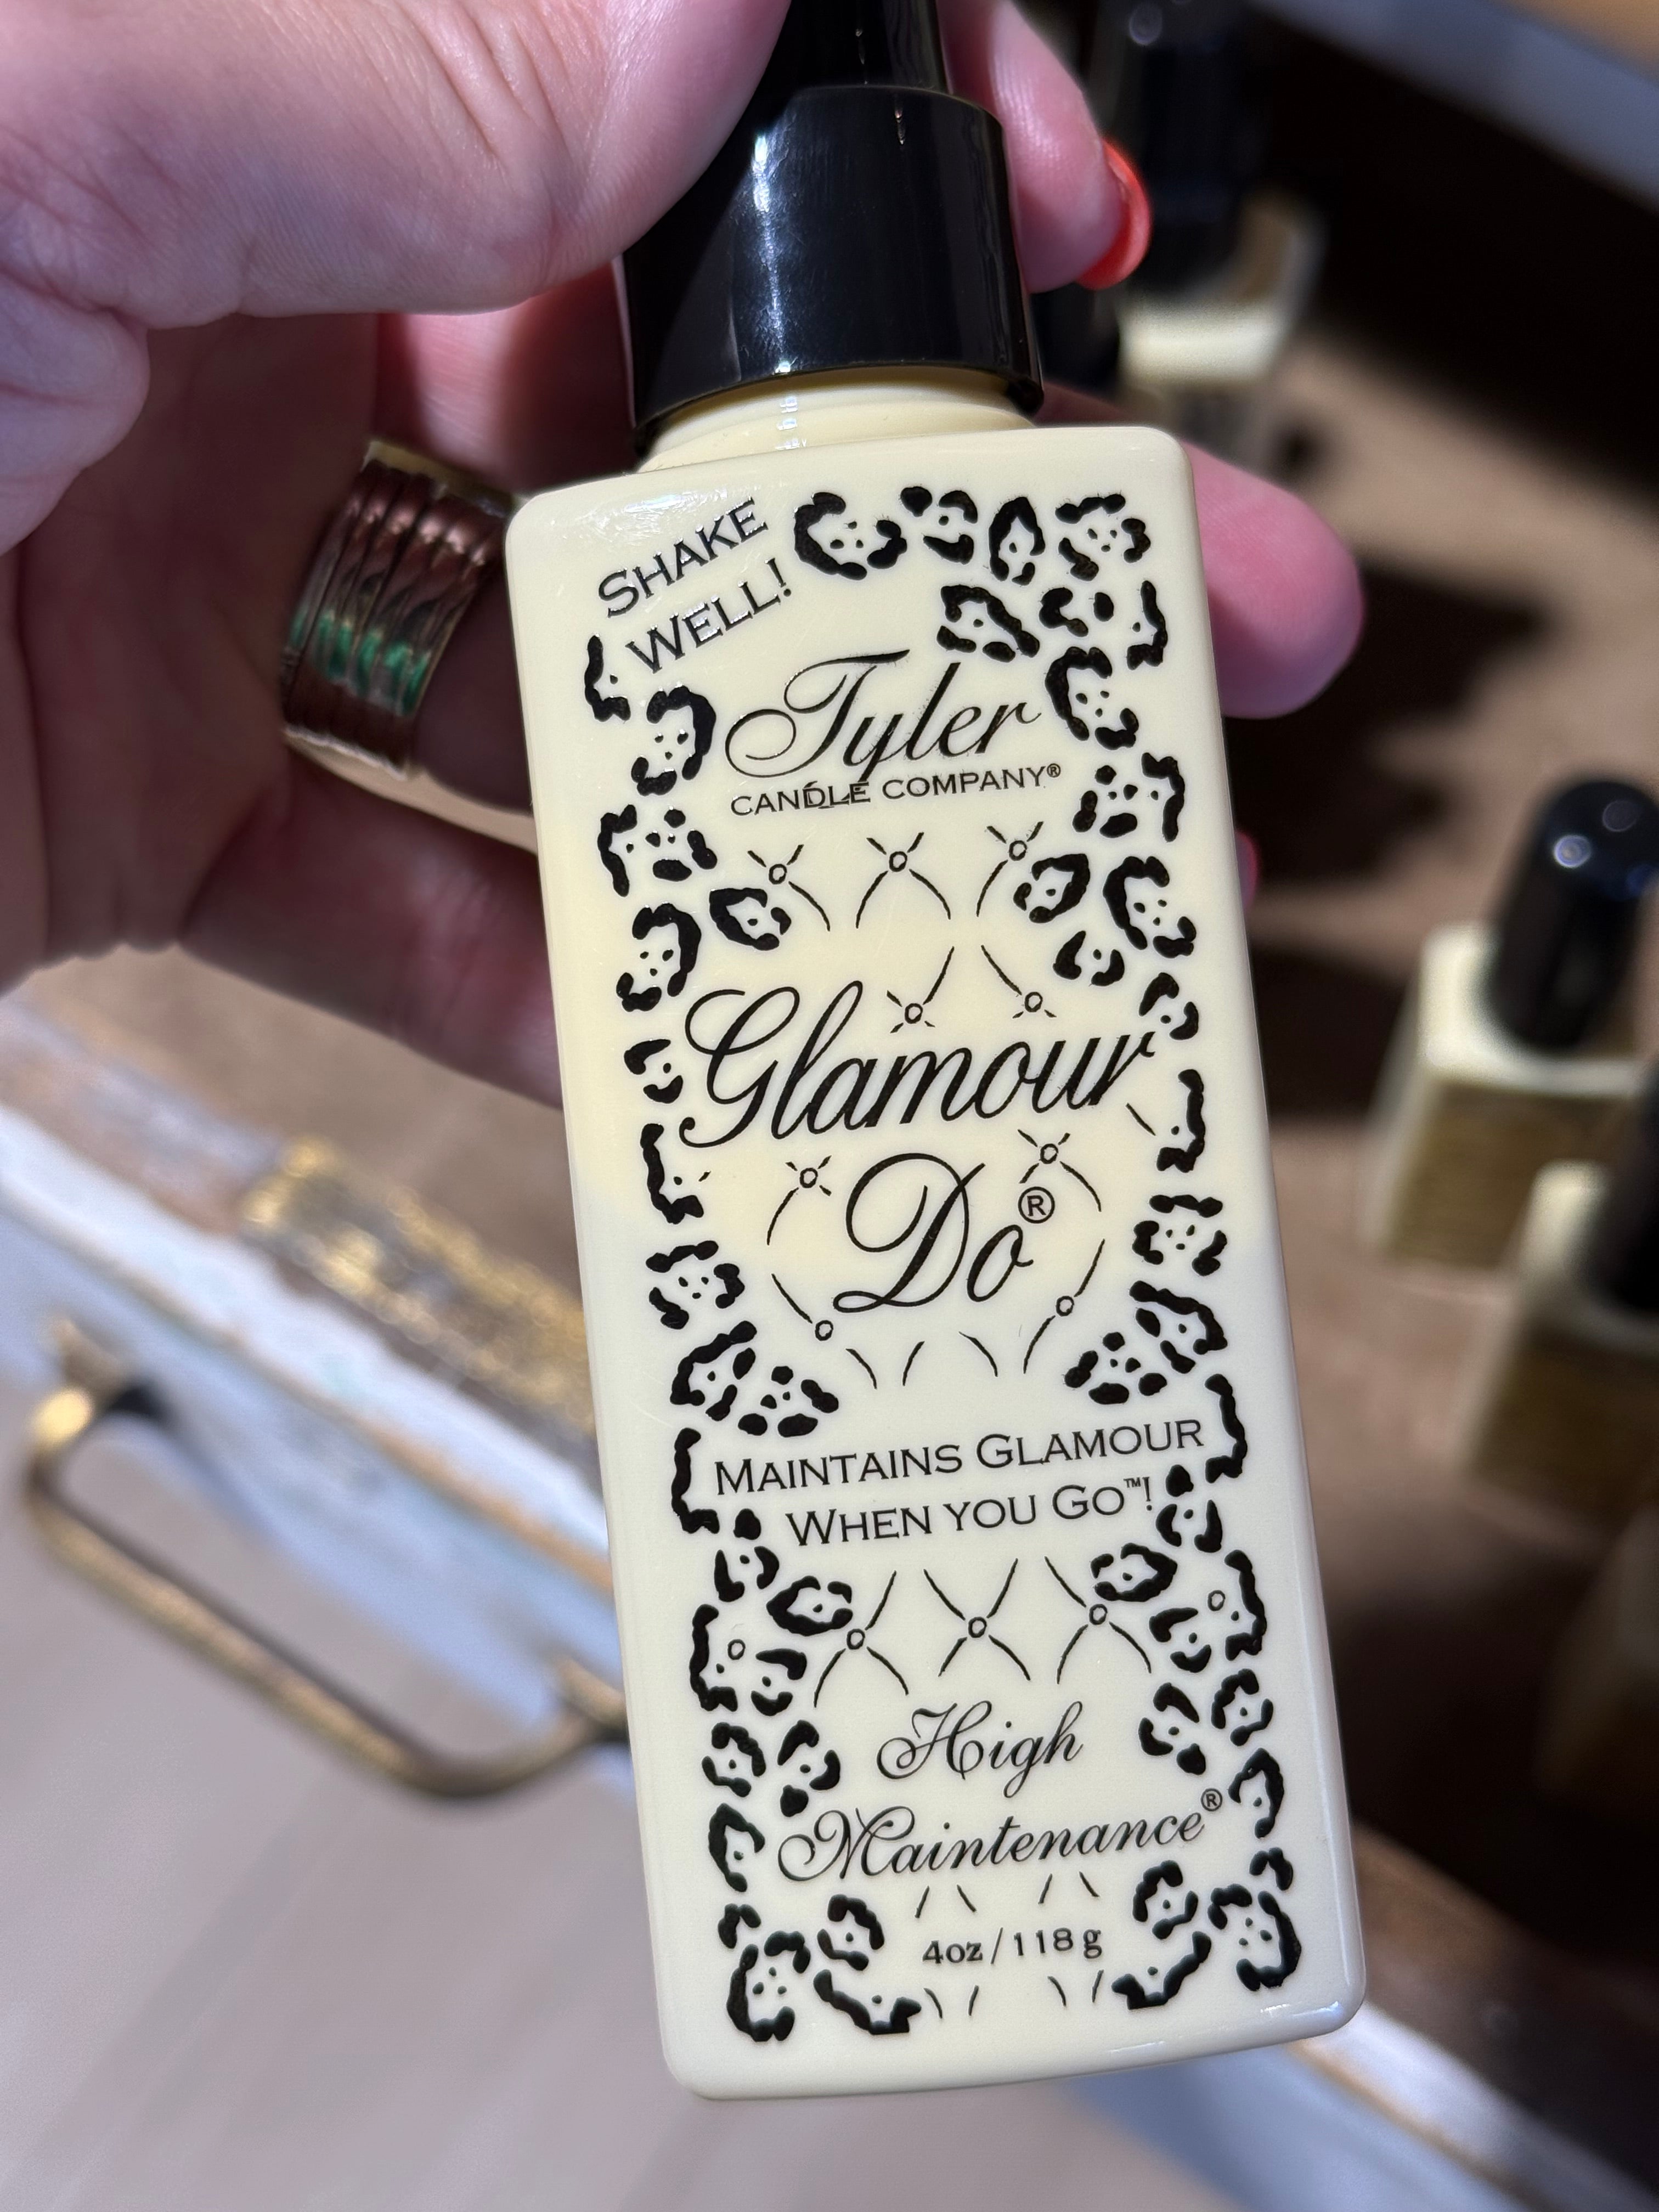 SHAKE
WELL!
Tyler
CANDLE COMPANY®
Glamour
Do®
MAINTAINS GLAMOUR
WHEN YOU GO™!
High
Maintenance®
4oz/118g